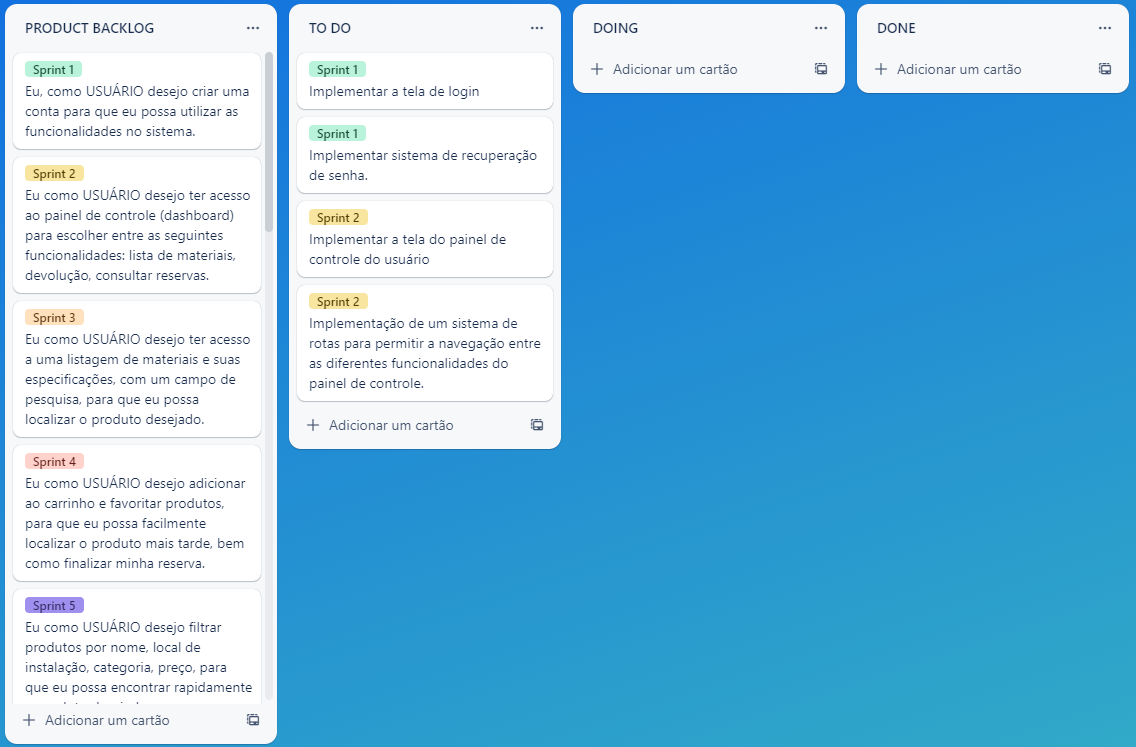 PRODUCT BACKLOG
Sprint 1
Eu, como USUÁRIO desejo criar uma
conta para que eu possa utilizar as
funcionalidades no sistema.
Sprint 2
Eu como USUÁRIO desejo ter acesso
ao painel de controle (dashboard)
para escolher entre as seguintes
funcionalidades: lista de materiais,
devolução, consultar reservas.
Sprint 3
Eu como USUÁRIO desejo ter acesso
a uma listagem de materiais e suas
especificações, com um campo de
pesquisa, para que eu possa
localizar o produto desejado.
Sprint 4
Eu como USUÁRIO desejo adicionar
ao carrinho e favoritar produtos,
para que eu possa facilmente
localizar o produto mais tarde, bem
como finalizar minha reserva.
Sprint 5
Eu como USUÁRIO desejo filtrar
produtos por nome, local de
instalação, categoria, preço, para
que eu possa encontrar rapidamente
Adicionar um cartão
TO DO
Sprint 1
Implementar a tela de login
Sprint 1
Implementar sistema de recuperação
de senha.
Sprint 2
Implementar a tela do painel de
controle do usuário
Sprint 2
Implementação de um sistema de
rotas para permitir a navegação entre
as diferentes funcionalidades do
painel de controle.
Adicionar um cartão
DOING
Adicionar um cartão
DONE
Adicionar um cartão